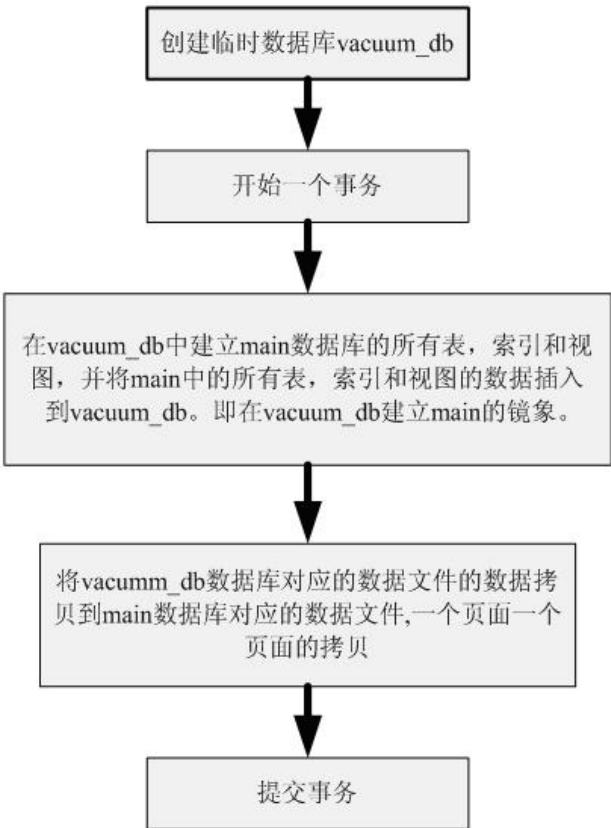 创建临时数据库vacuum_db
开始一个事务
在vacuum_db中建立main数据库的所有表，索引和视
图，并将main中的所有表，索引和视图的数据插入
到vacuum_db。即在vacuum_db建立main的镜象。
将vacumm_db数据库对应的数据文件的数据拷
贝到main数据库对应的数据文件,一个页面一个
页面的拷贝
提交事务